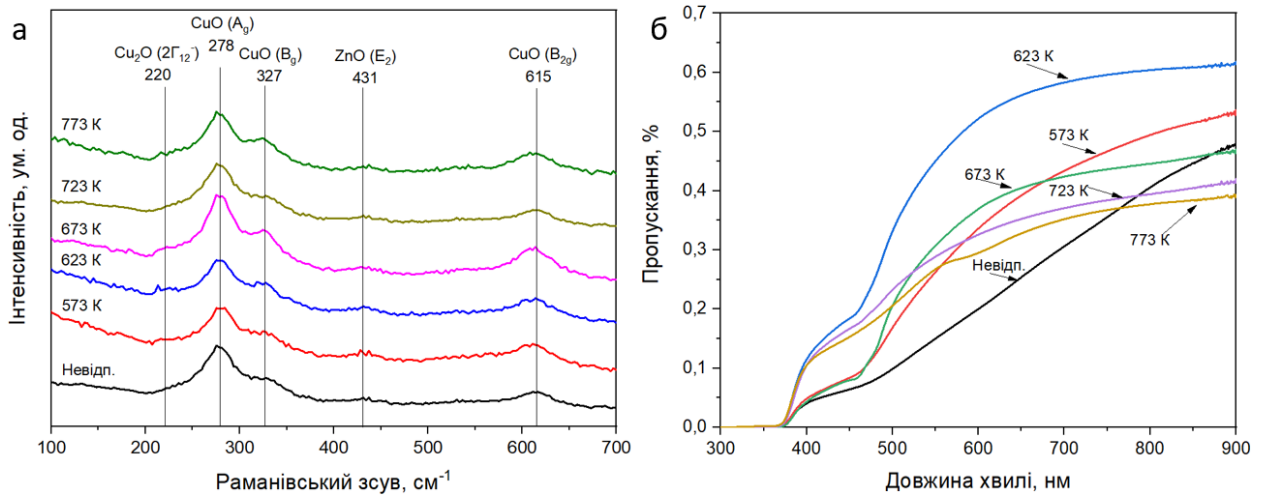 а
CuO (Ag)
Cu2O (2Γ12-)
278
CuO (Bg)
ZnO (E2)
CuO (B2g)
220
327
431
615
773 К
723 К
673 К
623 К
573 К
Невідп.
Інтенсивність, ум. од.
100
200
300
400
500
600
700
Раманівський зсув, см-1
б
0,7
0,6
0,5
0,4
0,3
0,2
0,1
0,0
Пропускання, %
623 К
573 К
673 К
723 К
773 К
Невідп.
300
400
500
600
700
800
900
Довжина хвилі, нм